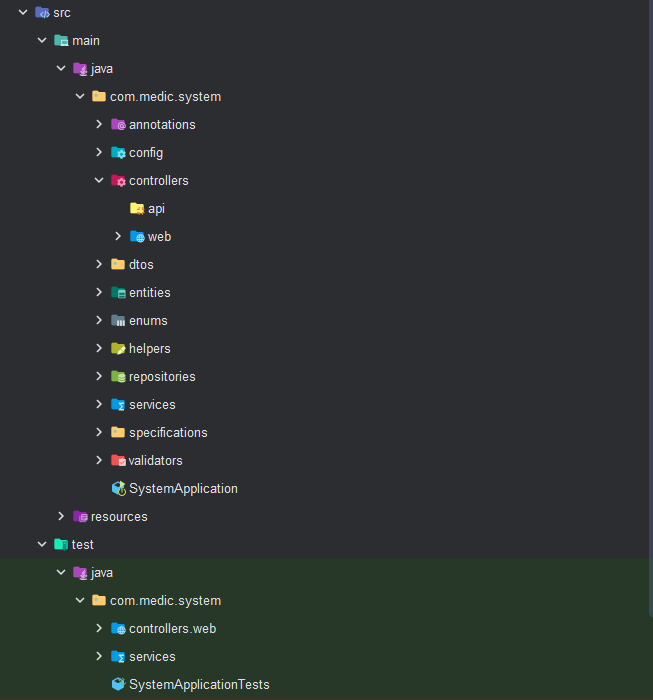 src
main
java
com.medic.system
annotations
config
controllers
api
web
dtos
entities
enums
helpers
repositories
services
specifications
validators
SystemApplication
resources
test
java
com.medic.system
controllers.web
services
SystemApplicationTests